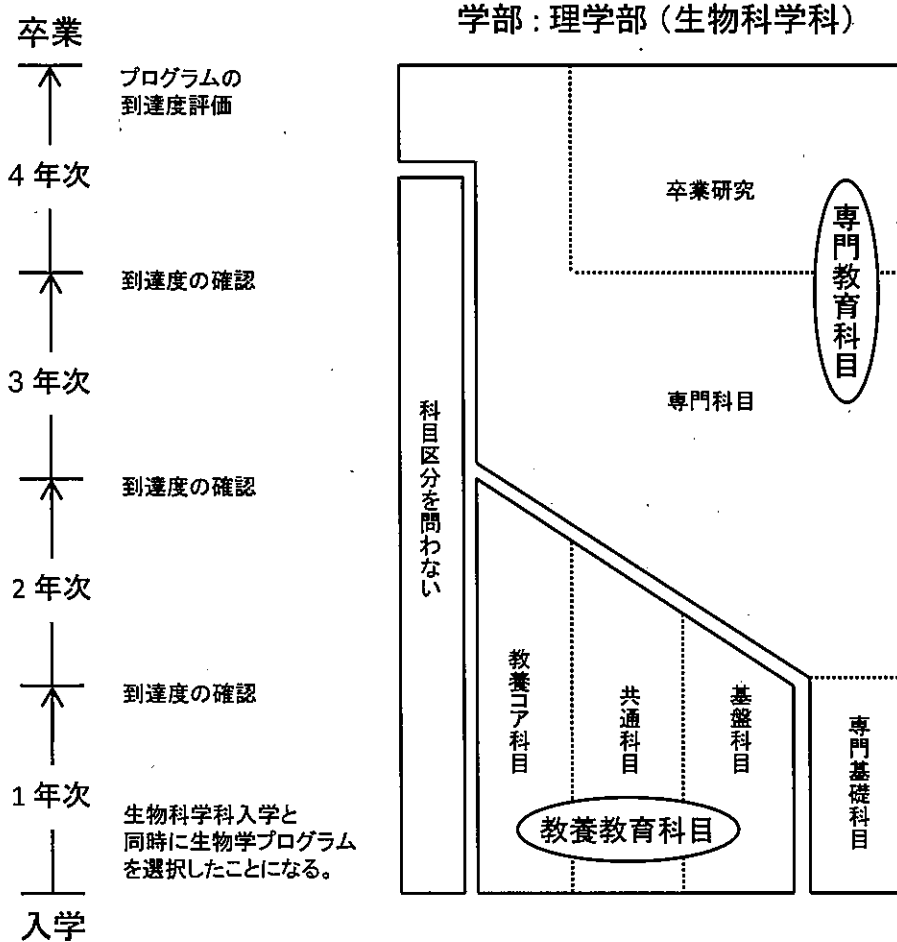 学部：理学部（生物科学科）
卒業
プログラムの
到達度評価
4 年次
到達度の確認
3 年次
到達度の確認
2 年次
到達度の確認
1 年次
生物科学科入学と
同時に生物学プログラム
を選択したことになる。
入学
卒業研究
専門教育科目
専門科目
科目区分を問わない
教養コア科目
共通科目
基盤科目
専門基礎科目
教養教育科目